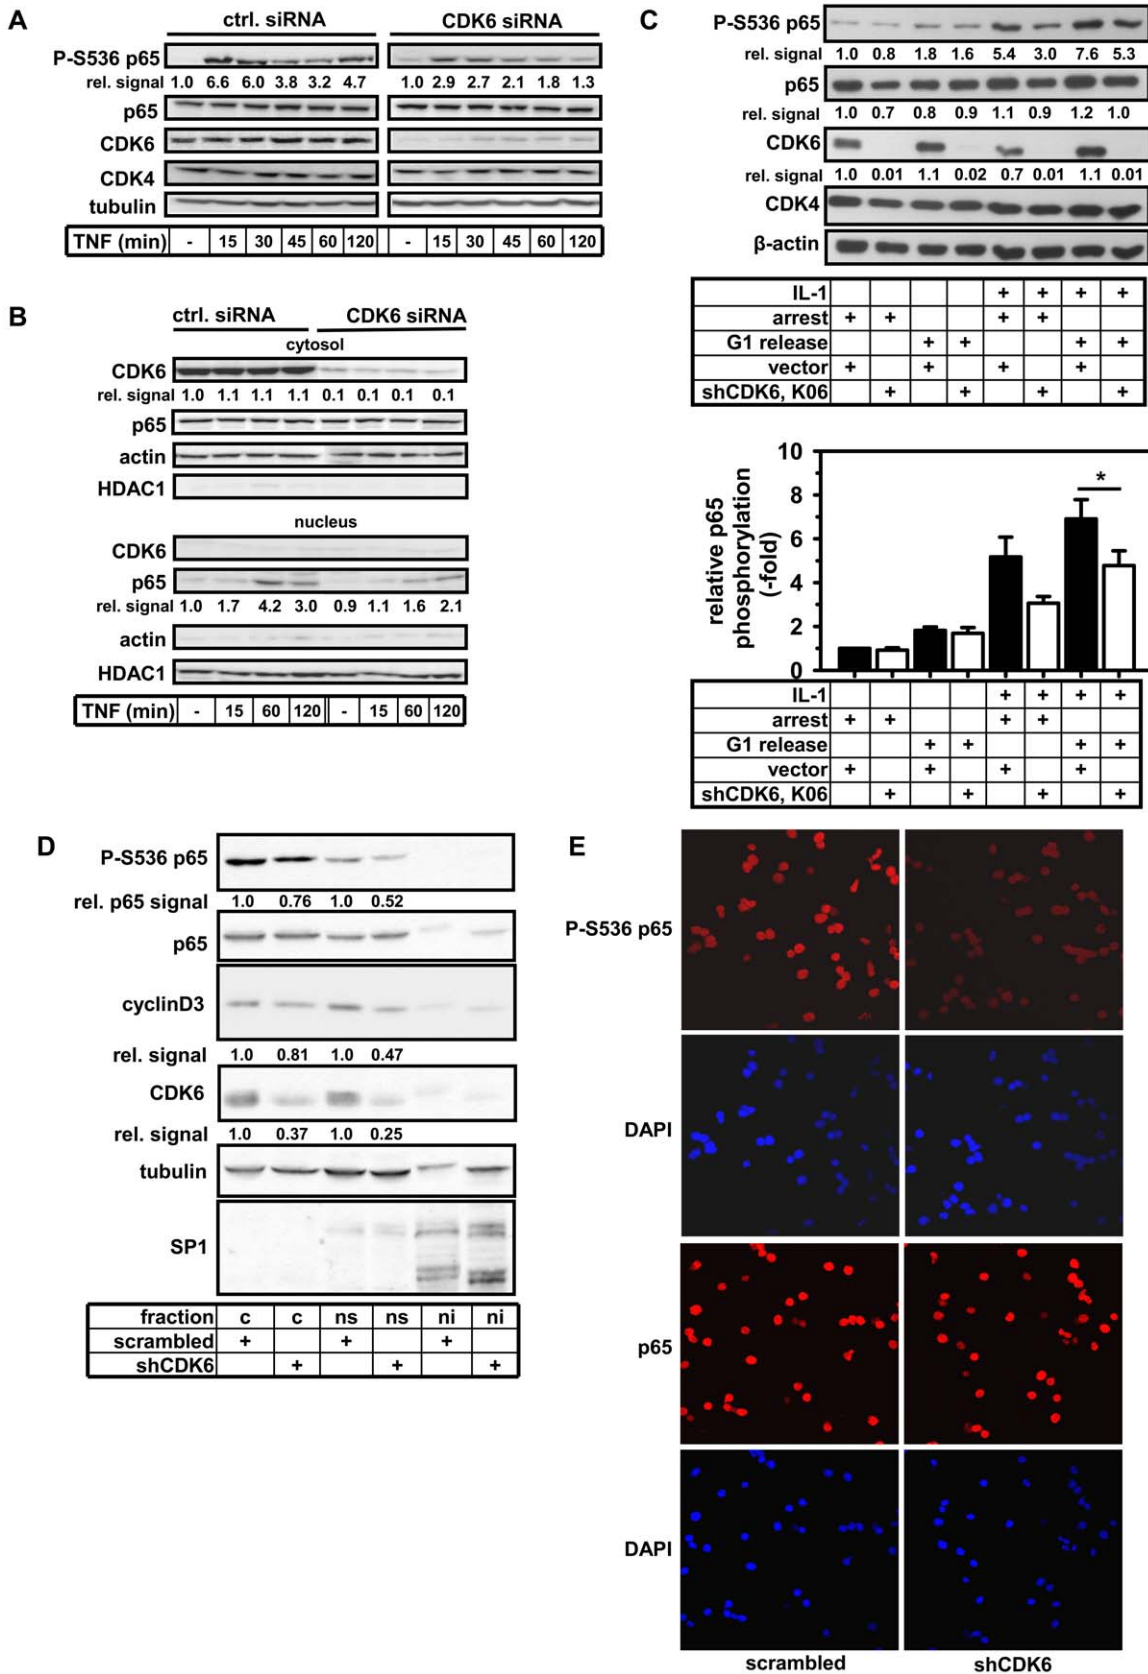 A
ctrl. siRNA CDK6 siRNA
P-S536 p65
rel. signal 1.0 6.6 6.0 3.8 3.2 4.7 1.0 2.9 2.7 2.1 1.8 1.3
p65
CDK6
CDK4
tubulin
TNF (min) - 15 30 45 60 120 - 15 30 45 60 120
B
ctrl. siRNA CDK6 siRNA
cytosol
CDK6
rel. signal 1.0 1.1 1.1 1.1 0.1 0.1 0.1 0.1
p65
actin
HDAC1
nucleus
CDK6
p65
rel. signal 1.0 1.7 4.2 3.0 0.9 1.1 1.6 2.1
actin
HDAC1
TNF (min) - 15 60 120 - 15 60 120
C
P-S536 p65
rel. signal 1.0 0.8 1.8 1.6 5.4 3.0 7.6 5.3
p65
rel. signal 1.0 0.7 0.8 0.9 1.1 0.9 1.2 1.0
CDK6
rel. signal 1.0 0.01 1.1 0.02 0.7 0.01 1.1 0.01
CDK4
β-actin
IL-1 + + + +
arrest + + + +
G1 release + + + +
vector + + + +
shCDK6, K06 + + + +
relative p65
phosphorylation
(-fold)
10
8
6
4
2
0
*
IL-1 + + + +
arrest + + + +
G1 release + + + +
vector + + + +
shCDK6, K06 + + + +
D
P-S536 p65
rel. p65 signal 1.0 0.76 1.0 0.52
p65
cyclinD3
rel. signal 1.0 0.81 1.0 0.47
CDK6
rel. signal 1.0 0.37 1.0 0.25
tubulin
SP1
fraction c c ns ns ni ni
scrambled + + +
shCDK6 + + +
E
P-S536 p65
DAPI
p65
DAPI
scrambled shCDK6